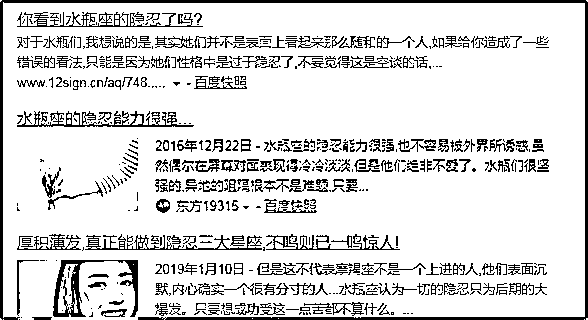 你看到水瓶座的隐忍了吗?
对于水瓶们,我想说的是,其实她们并不是表面上看起来那么随和的一个人,如果给你造成了一些
错误的看法,只能是因为她们性格中是过于隐忍了,不要觉得这是空谈的话,...
www.12sign.cn/aq/748..... - 百度快照
水瓶座的隐忍能力很强...
2016年12月22日 - 水瓶座的隐忍能力很强,也不容易被外界所诱惑,虽
然偶尔在屏幕对面表现得冷冷淡淡,但是他们绝非不爱了。水瓶们很坚
强的,异地的阻隔根本不是难题,只要...
东方19315 - 百度快照
厚积薄发,真正能做到隐忍三大星座,不鸣则已一鸣惊人!
2019年1月10日 - 但是这不代表摩羯座不是一个上进的人,他们表面沉
默,内心确实一个很有分寸的人...水瓶座认为一切的隐忍只为后期的大
爆发。只要想成功受这一点苦都不算什么。...